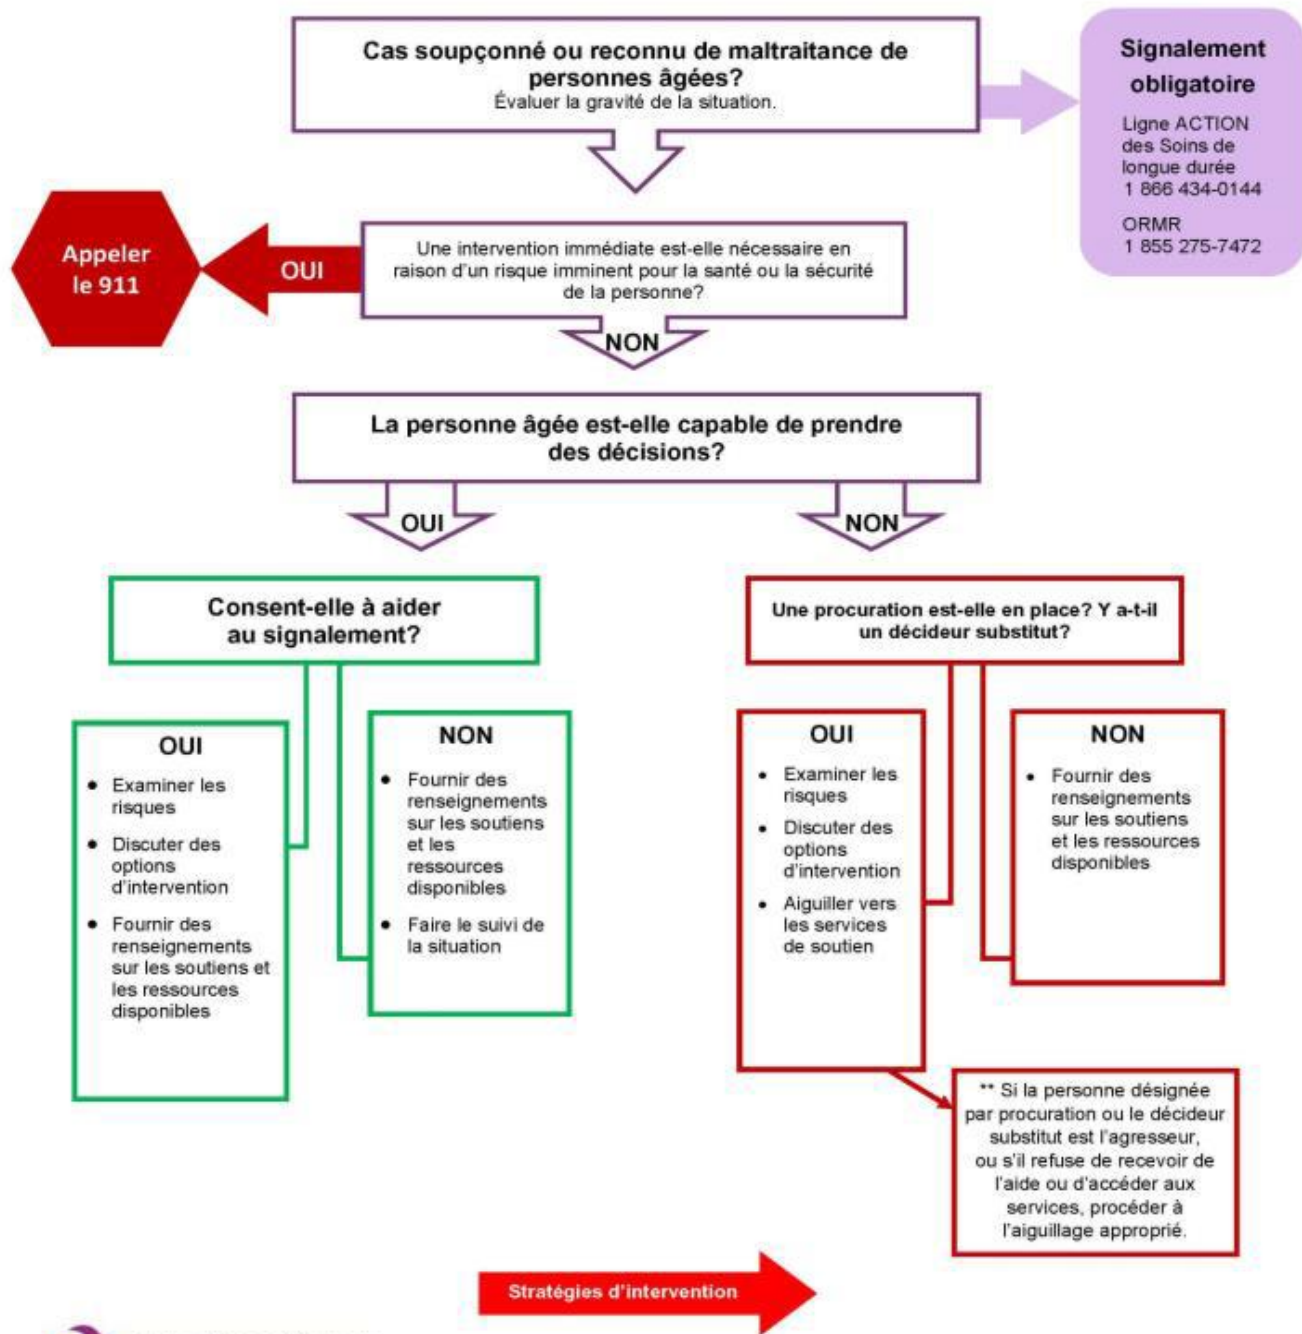 Cas soupçonné ou reconnu de maltraitance de
personnes âgées?
Évaluer la gravité de la situation.
Signalement
obligatoire
Ligne ACTION
des Soins de
longue durée
1 866 434-0144
ORMR
1 855 275-7472
Appeler
le 911
OUI
Une intervention immédiate est-elle nécessaire en
raison d'un risque imminent pour la santé ou la sécurité
de la personne?
NON
La personne âgée est-elle capable de prendre
des décisions?
OUI
NON
Consent-elle à aider
au signalement?
OUI
• Examiner les
risques
• Discuter des
options
d'intervention
• Fournir des
renseignements
sur les soutiens et
les ressources
disponibles
NON
• Fournir des
renseignements
sur les soutiens
et les
ressources
disponibles
• Faire le suivi de
la situation
Une procuration est-elle en place? Y a-t-il
un décideur substitut?
OUI
• Examiner les
risques
• Discuter des
options
d'intervention
• Aiguiller vers
les services
de soutien
NON
• Fournir des
renseignements
sur les soutiens
et les ressources
disponibles
** Si la personne désignée
par procuration ou le décideur
substitut est l'agresseur,
ou s'il refuse de recevoir de
l'aide ou d'accéder aux
services, procéder à
l'aiguillage approprié.
Stratégies d'intervention